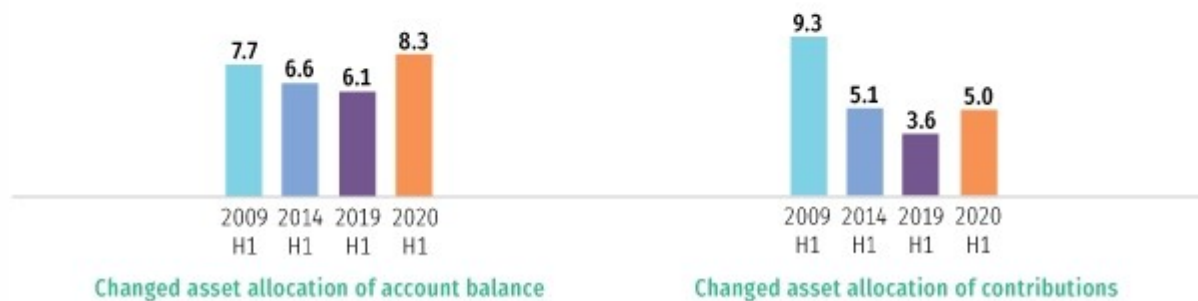 7.7
6.6
6.1
8.3
2009 2014 2019 2020
H1 H1 H1 H1
Changed asset allocation of account balance
9.3
5.1
3.6
5.0
2009 2014 2019 2020
H1 H1 H1 H1
Changed asset allocation of contributions